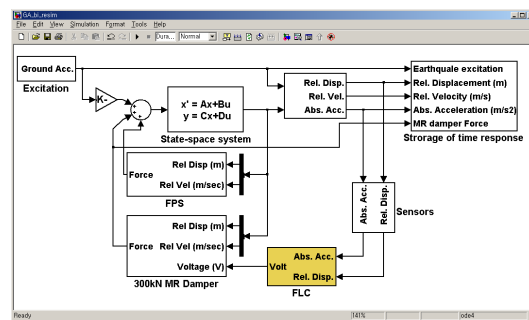 GA_bl_resim
File Edit View Simulation Format Tools Help
Dura... Normal
Ground Acc.
Excitation
K-
x' = Ax+Bu
y = Cx+Du
State-space system
Rel. Disp.
Rel. Vel.
Abs. Acc.
Earthquale excitation
Rel. Displacement (m)
Rel. Velocity (m/s)
Abs. Acceleration (m/s2)
MR damper Force
Strorage of time response
Force
Rel Disp (m)
Rel Vel (m/sec)
FPS
Force
Rel Disp (m)
Rel Vel (m/sec)
Voltage (V)
300kN MR Damper
Abs. Acc.
Rel. Disp.
Sensors
Volt
Abs. Acc.
Rel. Disp.
FLC
Ready 141% ode4